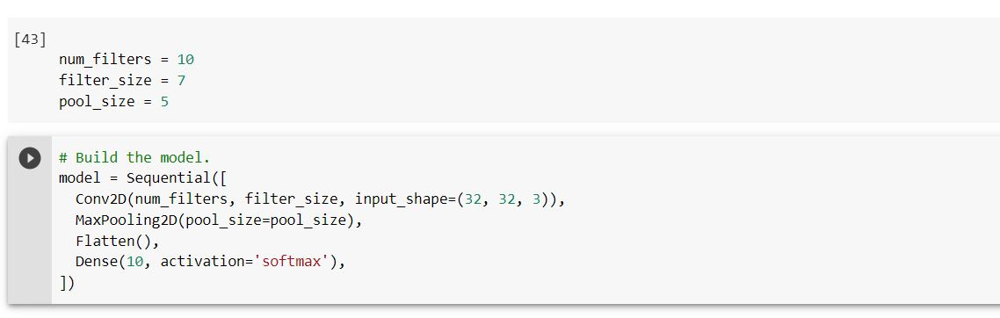 [43]
num_filters = 10
filter_size = 7
pool_size = 5
# Build the model.
model = Sequential([
  Conv2D(num_filters, filter_size, input_shape=(32, 32, 3)),
  MaxPooling2D(pool_size=pool_size),
  Flatten(),
  Dense(10, activation='softmax'),
])